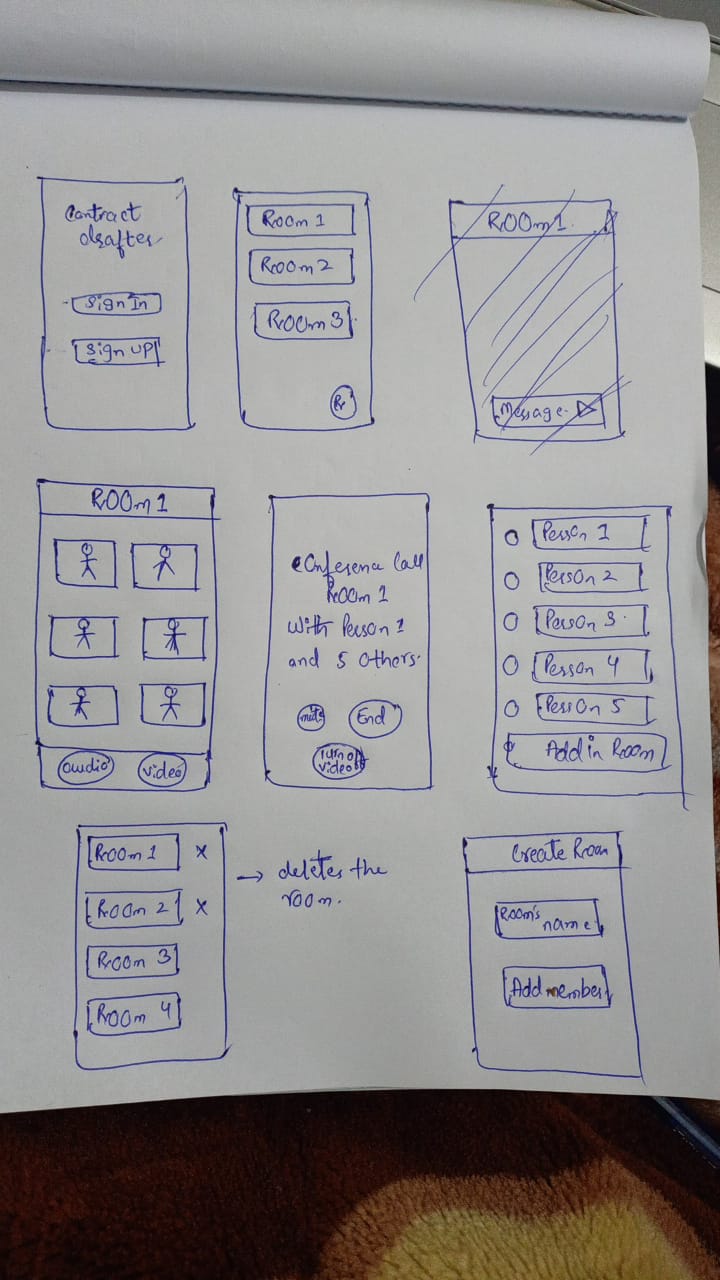 Contract
drafter
Sign In
Sign UP
Room 1
Room 2
Room 3
ROOm 1
Message
ROOm 1
audio
video
Conference Call
ROOm 1
With Person 1
and 5 others.
mute
End
Turn off
video
Person 1
Person 2
Person 3
Person 4
Person 5
Add in Room
Room 1 x
Room 2 x
Room 3
Room 4
→ deletes the
room.
Create Room
Room's
name
Add member